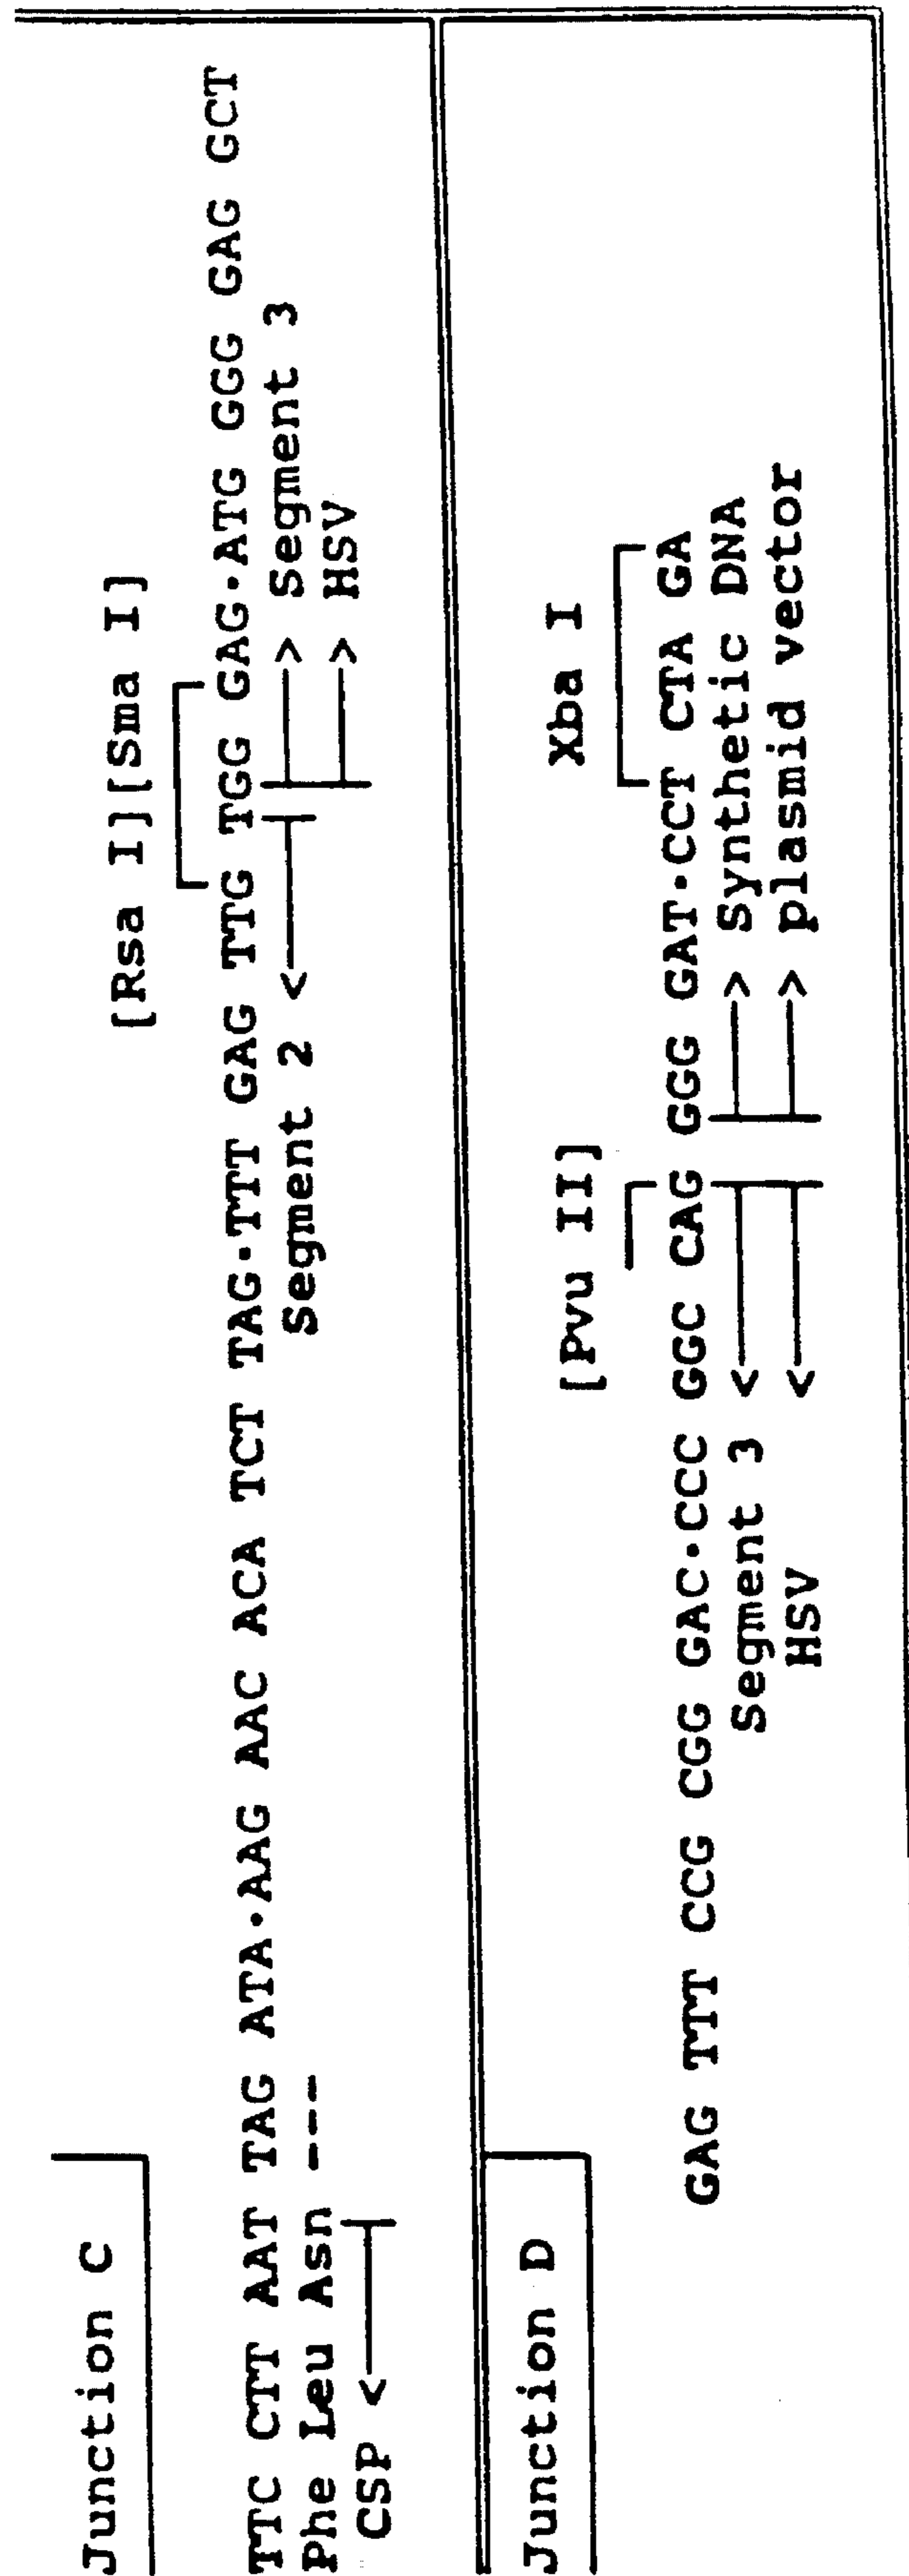 Junction C
[Rsa I][Sma I]
TTC CTT AAT TAG ATA·AAG AAC ACA TCT TAG·TTT GAG TTG TGG GAG·ATG GGG GAG GCT
Phe Leu Asn ---
Segment 2 <
> Segment 3
CSP <
> HSV
Junction D
[Pvu II]
Xba I
GAG TTT CCG CGG GAC·CCC GGC CAG GGG GAT·CCT CTA GA
Segment 3 <
> Synthetic DNA
HSV <
> plasmid vector